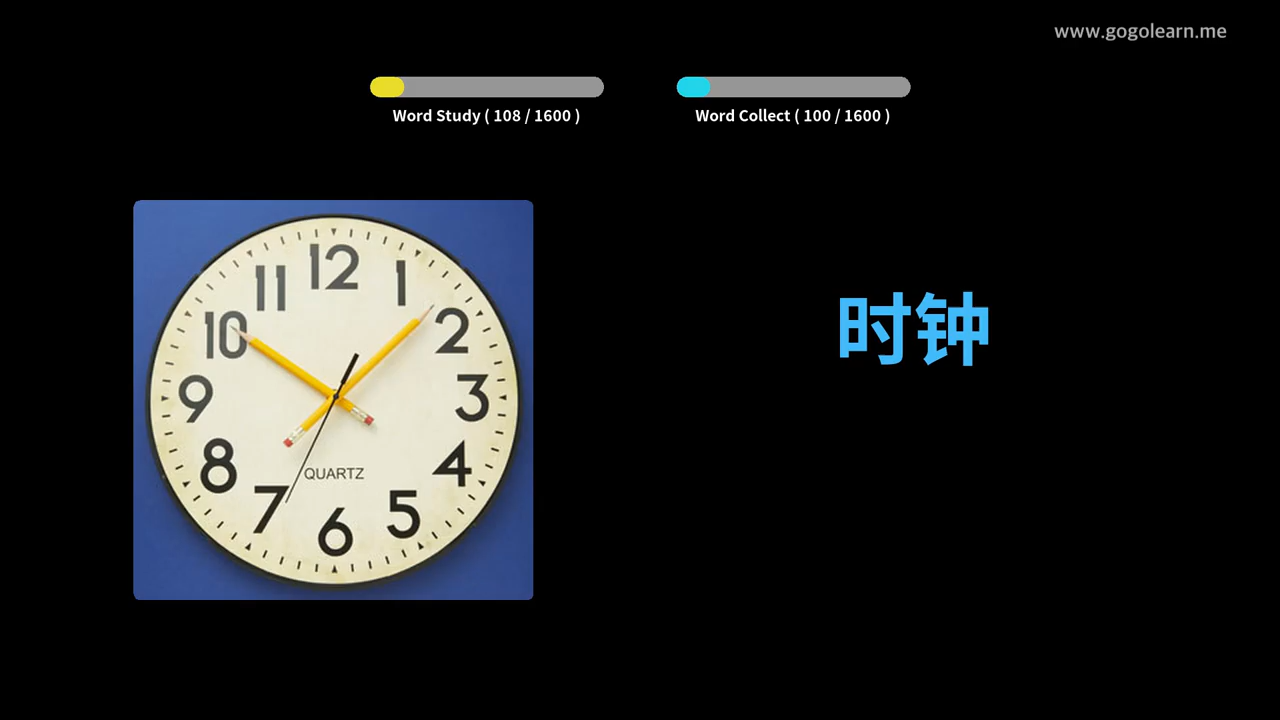 www.gogolearn.me
Word Study ( 108 / 1600 )
Word Collect ( 100 / 1600 )
12
11
1
10
2
9
3
8
4
7
5
6
QUARTZ
时钟